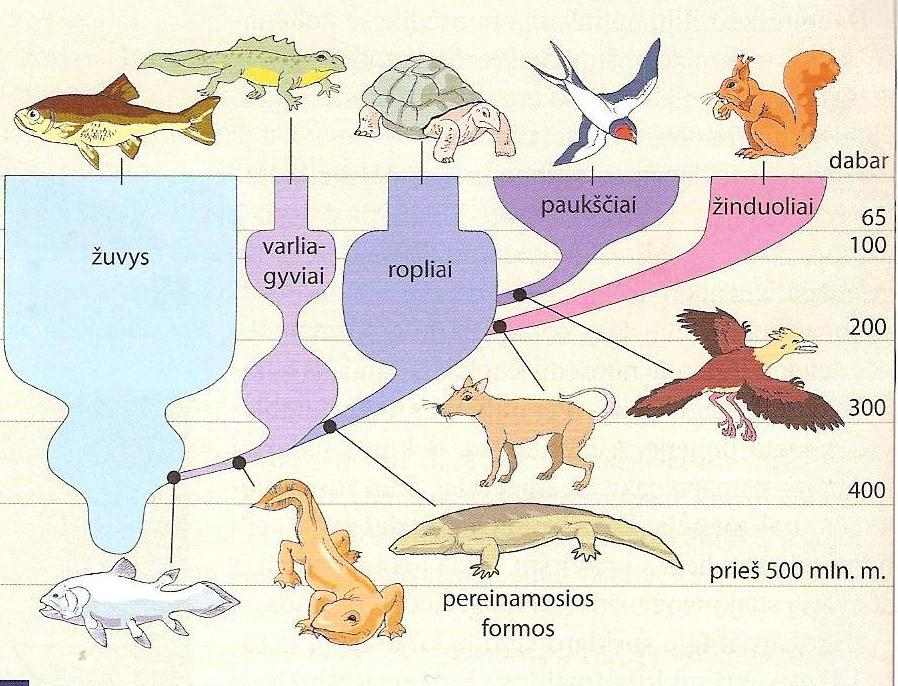 dabar
žuvys
varlia-
gyviai
ropliai
paukščiai
žinduoliai
65
100
200
300
400
prieš 500 mln. m.
pereinamosios
formos